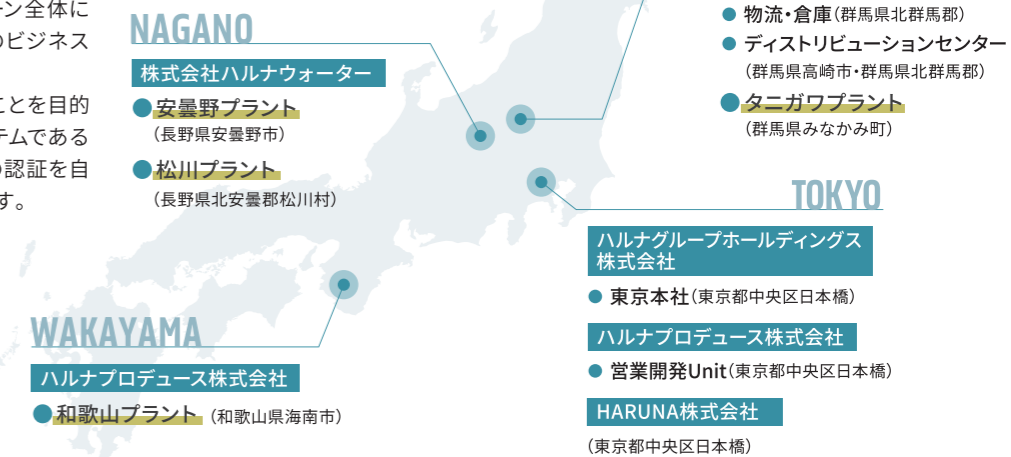 ーン全体に
のビジネス
ことを目的
テムである
の認証を自
す。
NAGANO
株式会社ハルナウォーター
●安曇野プラント
（長野県安曇野市）
●松川プラント
（長野県北安曇郡松川村）
WAKAYAMA
ハルナプロデュース株式会社
●和歌山プラント（和歌山県海南市）
● 物流・倉庫（群馬県北群馬郡）
● ディストリビューションセンター
（群馬県高崎市・群馬県北群馬郡）
●タニガワプラント
（群馬県みなかみ町）
TOKYO
ハルナグループホールディングス
株式会社
● 東京本社（東京都中央区日本橋）
ハルナプロデュース株式会社
● 営業開発Unit（東京都中央区日本橋）
HARUNA株式会社
（東京都中央区日本橋）